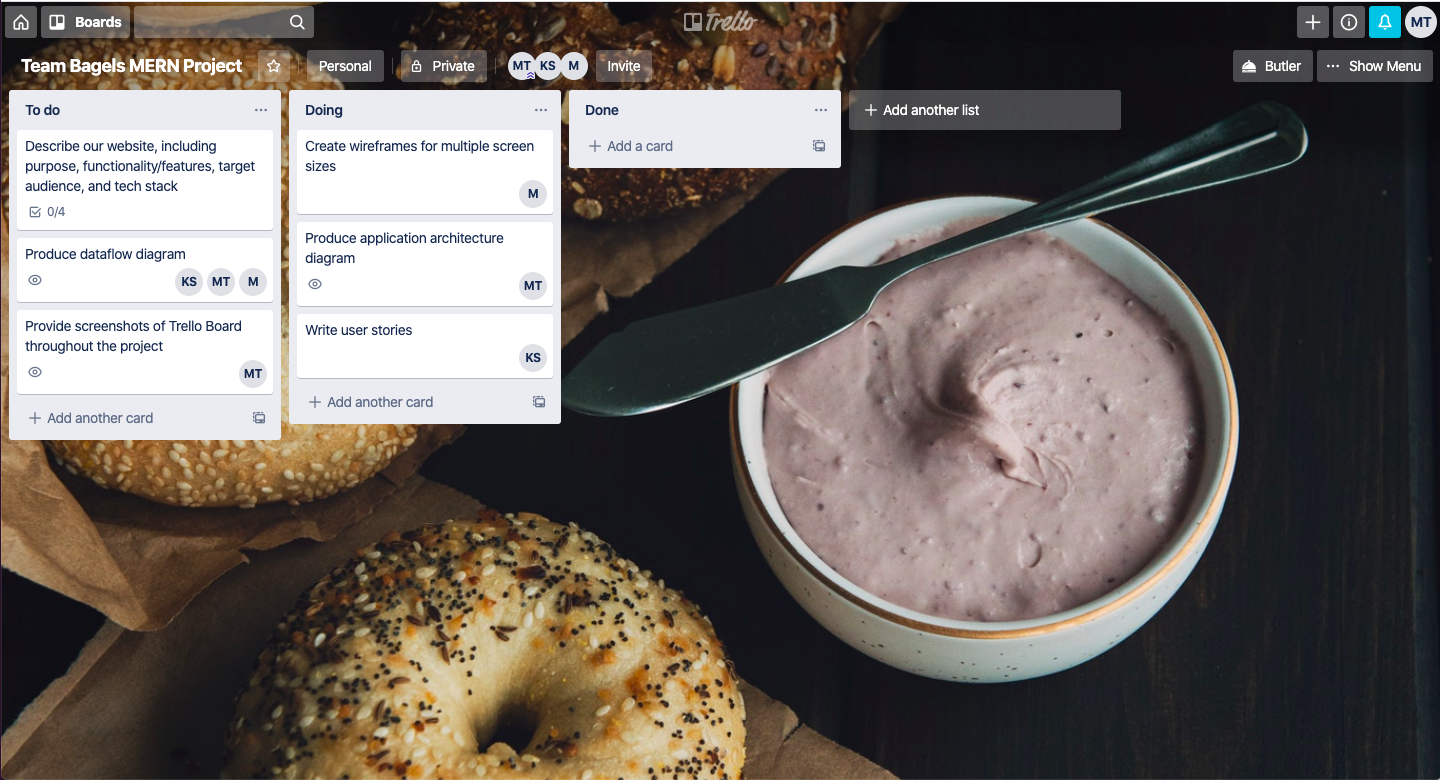 Boards
Trello
MT
Team Bagels MERN Project
Personal
Private
MT KS M
Invite
Butler
Show Menu
To do
Describe our website, including
purpose, functionality/features, target
audience, and tech stack
0/4
Produce dataflow diagram
KS MT M
Provide screenshots of Trello Board
throughout the project
MT
Add another card
Doing
Create wireframes for multiple screen
sizes
M
Produce application architecture
diagram
MT
Write user stories
KS
Add another card
Done
Add a card
Add another list